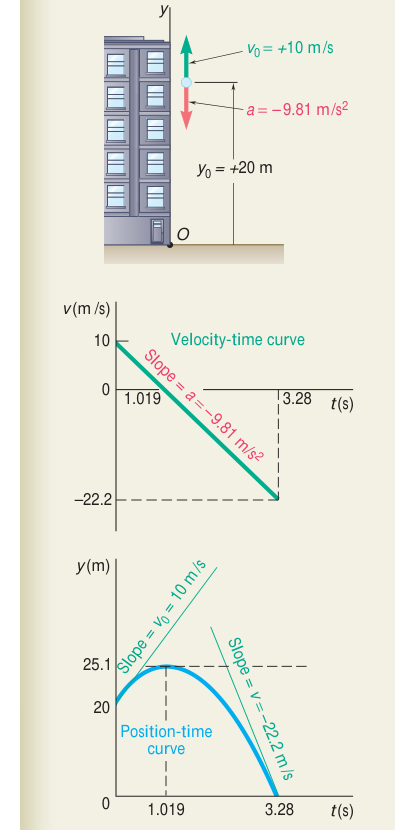 y
v₀ = +10 m/s
a = −9.81 m/s²
y₀ = +20 m
O
v(m/s)
10
Velocity-time curve
Slope = a = −9.81 m/s²
0
1.019
3.28
t(s)
−22.2
y(m)
Slope = v₀ = 10 m/s
25.1
Slope = v = −22.2 m/s
20
Position-time
curve
0
1.019
3.28
t(s)